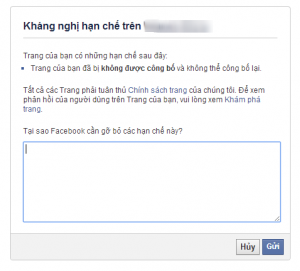 Kháng nghị hạn chế trên
Trang của bạn có những hạn chế sau đây:
• Trang của bạn đã bị không được công bố và không thể công bố lại.
Tất cả các Trang phải tuân thủ Chính sách trang của chúng tôi. Để xem
phản hồi của người dùng trên Trang của bạn, vui lòng xem Khám phá
trang.
Tại sao Facebook cần gỡ bỏ các hạn chế này?
Hủy
Gửi